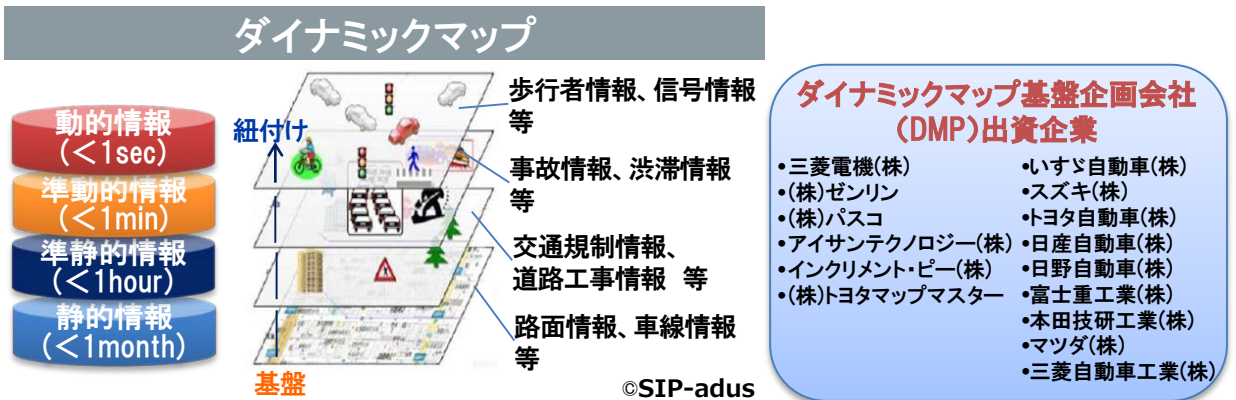 ダイナミックマップ
動的情報
(<1sec)
準動的情報
(<1min)
準静的情報
(<1hour)
静的情報
(<1month)
紐付け
基盤
歩行者情報、信号情報
等
事故情報、渋滞情報
等
交通規制情報、
道路工事情報 等
路面情報、車線情報
等
©SIP-adus
ダイナミックマップ基盤企画会社
(DMP)出資企業
•三菱電機(株)
•(株)ゼンリン
•(株)パスコ
•アイサンテクノロジー(株)
•インクリメント・ピー(株)
•(株)トヨタマップマスター
•いすゞ自動車(株)
•スズキ(株)
•トヨタ自動車(株)
•日産自動車(株)
•日野自動車(株)
•富士重工業(株)
•本田技研工業(株)
•マツダ(株)
•三菱自動車工業(株)